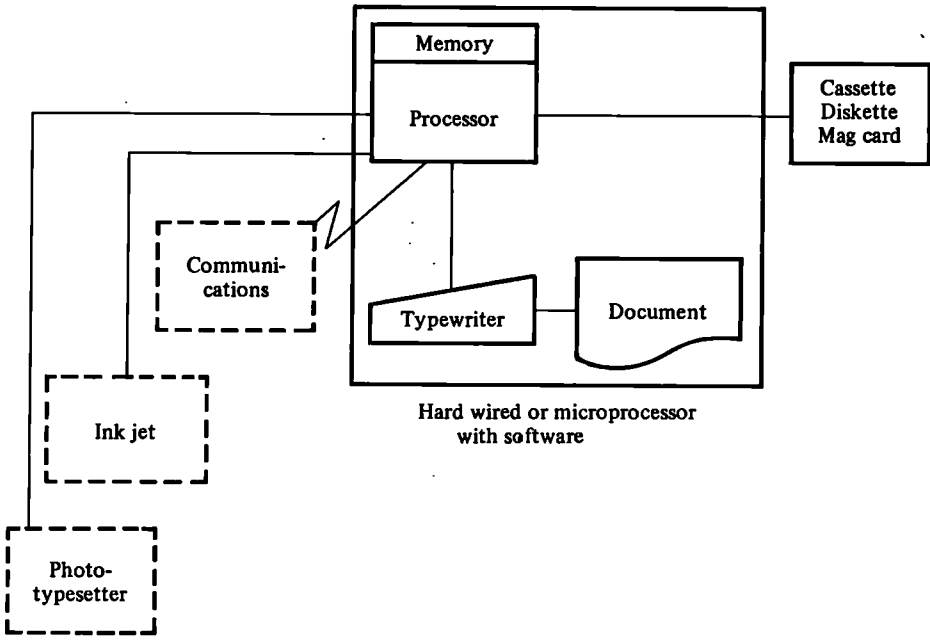 Memory
Processor
Cassette
Diskette
Mag card
Communi-
cations
Typewriter
Document
Hard wired or microprocessor
with software
Ink jet
Photo-
typesetter